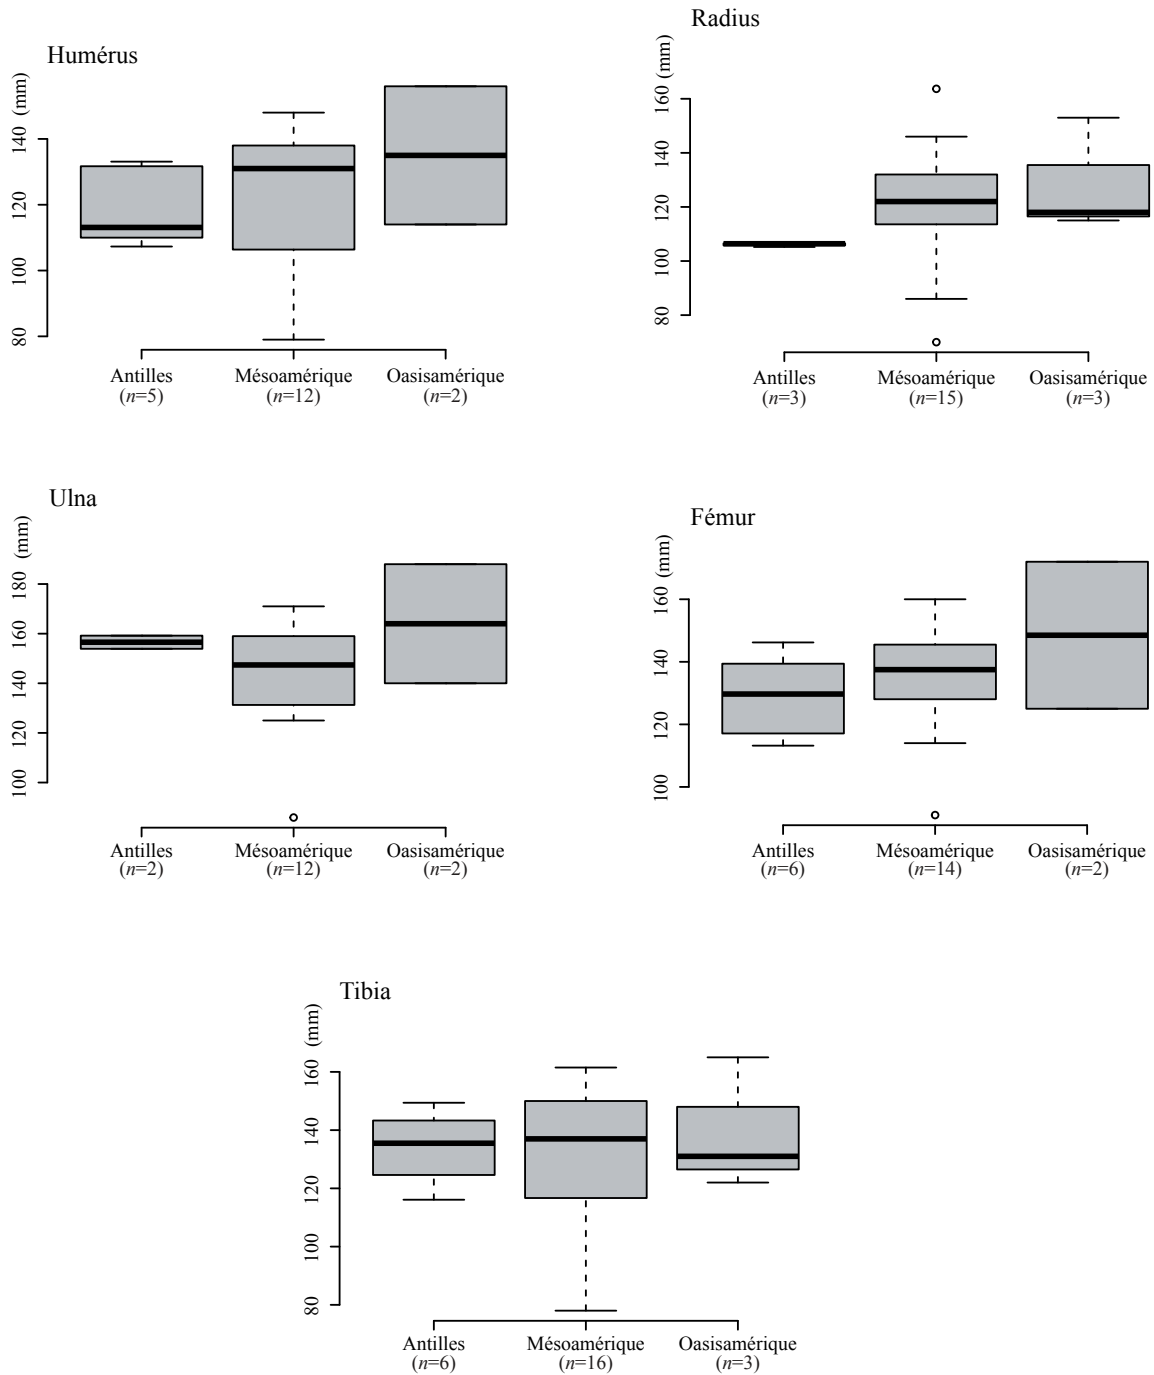 Humérus
(mm)
140
120
100
80
Antilles Mésoamérique Oasisamérique
(n=5) (n=12) (n=2)
Radius
(mm)
160
140
120
100
80
Antilles Mésoamérique Oasisamérique
(n=3) (n=15) (n=3)
Ulna
(mm)
180
160
140
120
100
Antilles Mésoamérique Oasisamérique
(n=2) (n=12) (n=2)
Fémur
(mm)
160
140
120
100
Antilles Mésoamérique Oasisamérique
(n=6) (n=14) (n=2)
Tibia
(mm)
160
140
120
100
80
Antilles Mésoamérique Oasisamérique
(n=6) (n=16) (n=3)